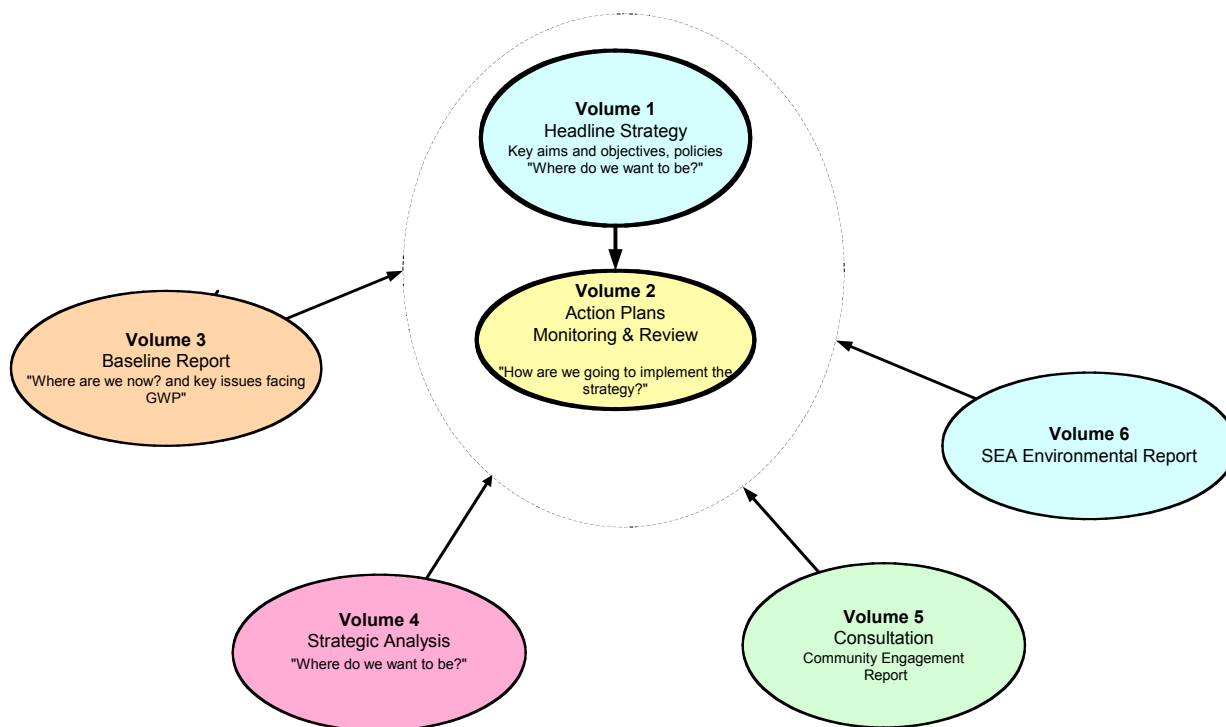 Volume 1
Headline Strategy
Key aims and objectives, policies
"Where do we want to be?"
Volume 2
Action Plans
Monitoring & Review
"How are we going to implement the
strategy?"
Volume 3
Baseline Report
"Where are we now? and key issues facing
GWP"
Volume 6
SEA Environmental Report
Volume 4
Strategic Analysis
"Where do we want to be?"
Volume 5
Consultation
Community Engagement
Report